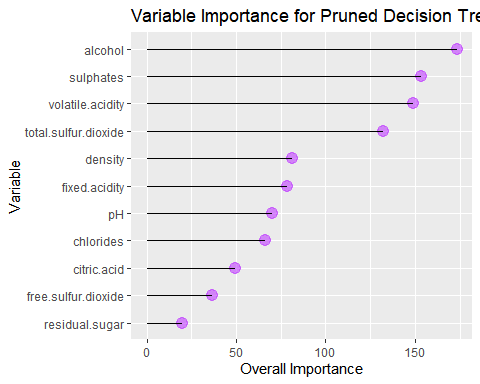 Variable Importance for Pruned Decision Tre
alcohol
sulphates
volatile.acidity
total.sulfur.dioxide
density
fixed.acidity
pH
chlorides
citric.acid
free.sulfur.dioxide
residual.sugar
Variable
0 50 100 150
Overall Importance